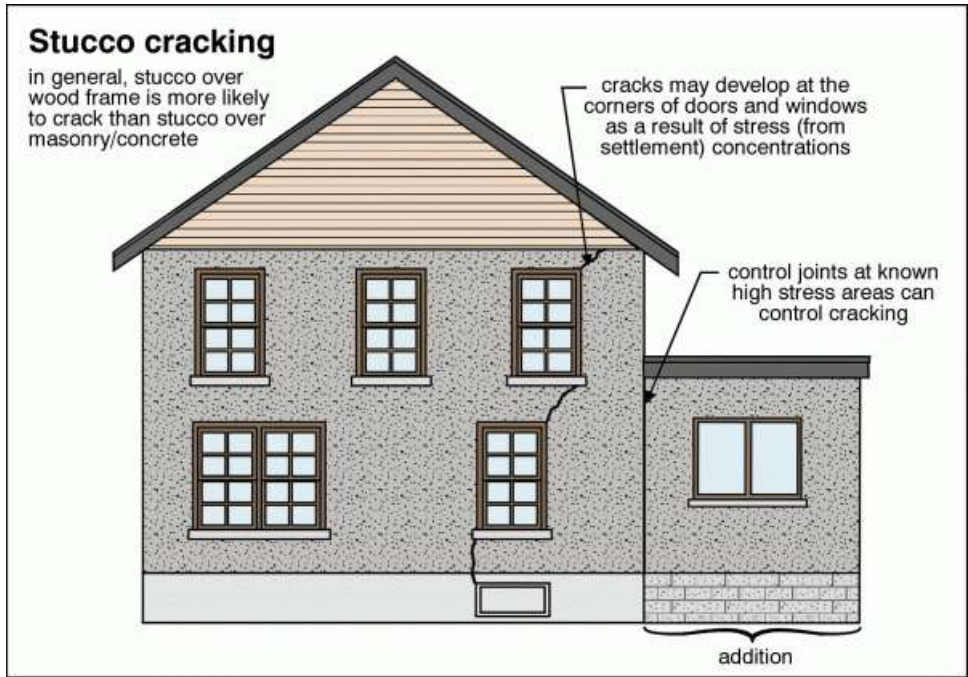 Stucco cracking
in general, stucco over
wood frame is more likely
to crack than stucco over
masonry/concrete
cracks may develop at the
corners of doors and windows
as a result of stress (from
settlement) concentrations
control joints at known
high stress areas can
control cracking
addition